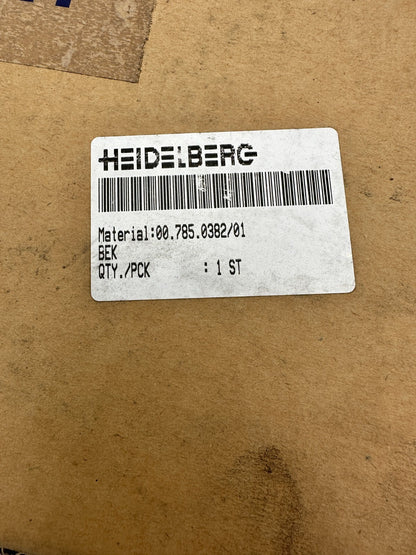 HEIDELBERG
Material:00.785.0382/01
BEK
QTY./PCK : 1 ST